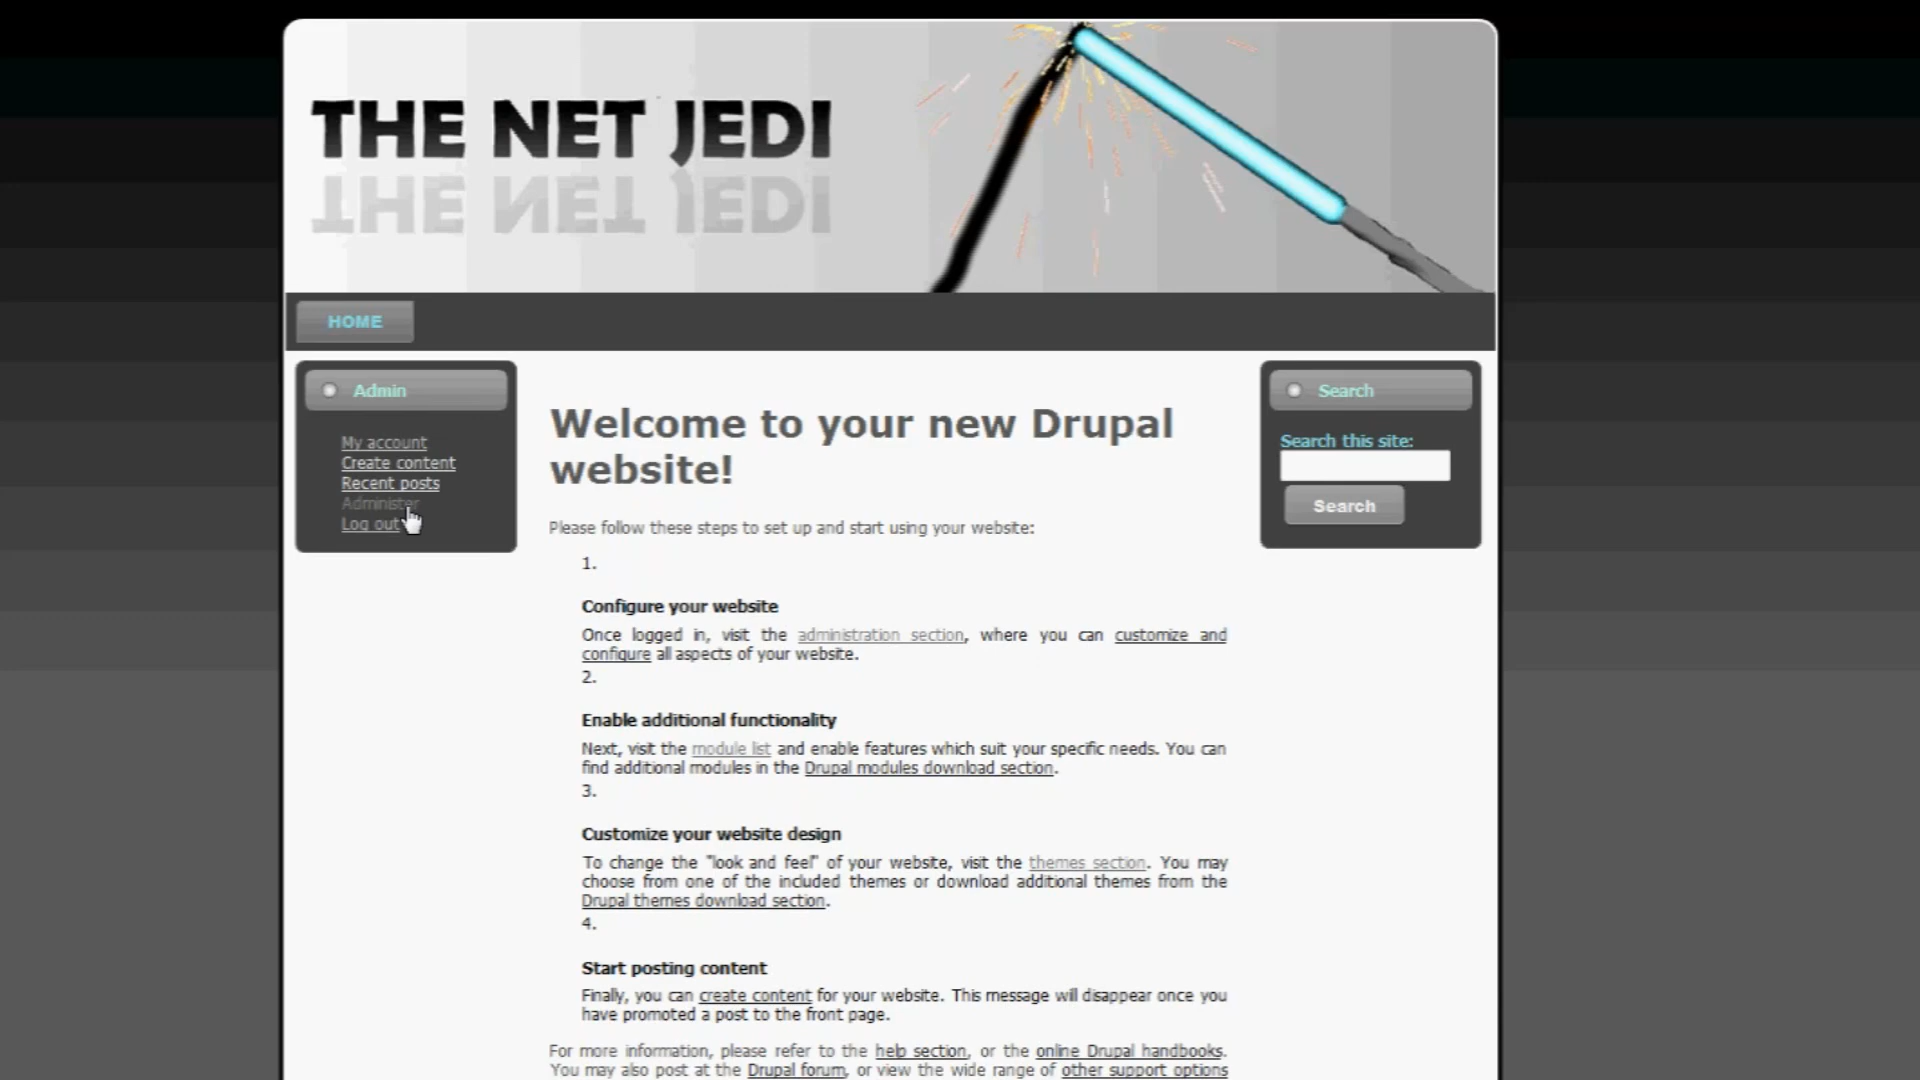 THE NET JEDI
THE NET JEDI
HOME
Admin
My account
Create content
Recent posts
Administer
Log out
Welcome to your new Drupal
website!
Please follow these steps to set up and start using your website:
1.
Configure your website
Once logged in, visit the administration section, where you can customize and
configure all aspects of your website.
2.
Enable additional functionality
Next, visit the module list and enable features which suit your specific needs. You can
find additional modules in the Drupal modules download section.
3.
Customize your website design
To change the "look and feel" of your website, visit the themes section. You may
choose from one of the included themes or download additional themes from the
Drupal themes download section.
4.
Start posting content
Finally, you can create content for your website. This message will disappear once you
have promoted a post to the front page.
For more information, please refer to the help section, or the online Drupal handbooks.
You may also post at the Drupal forum, or view the wide range of other support options
Search
Search this site:
Search